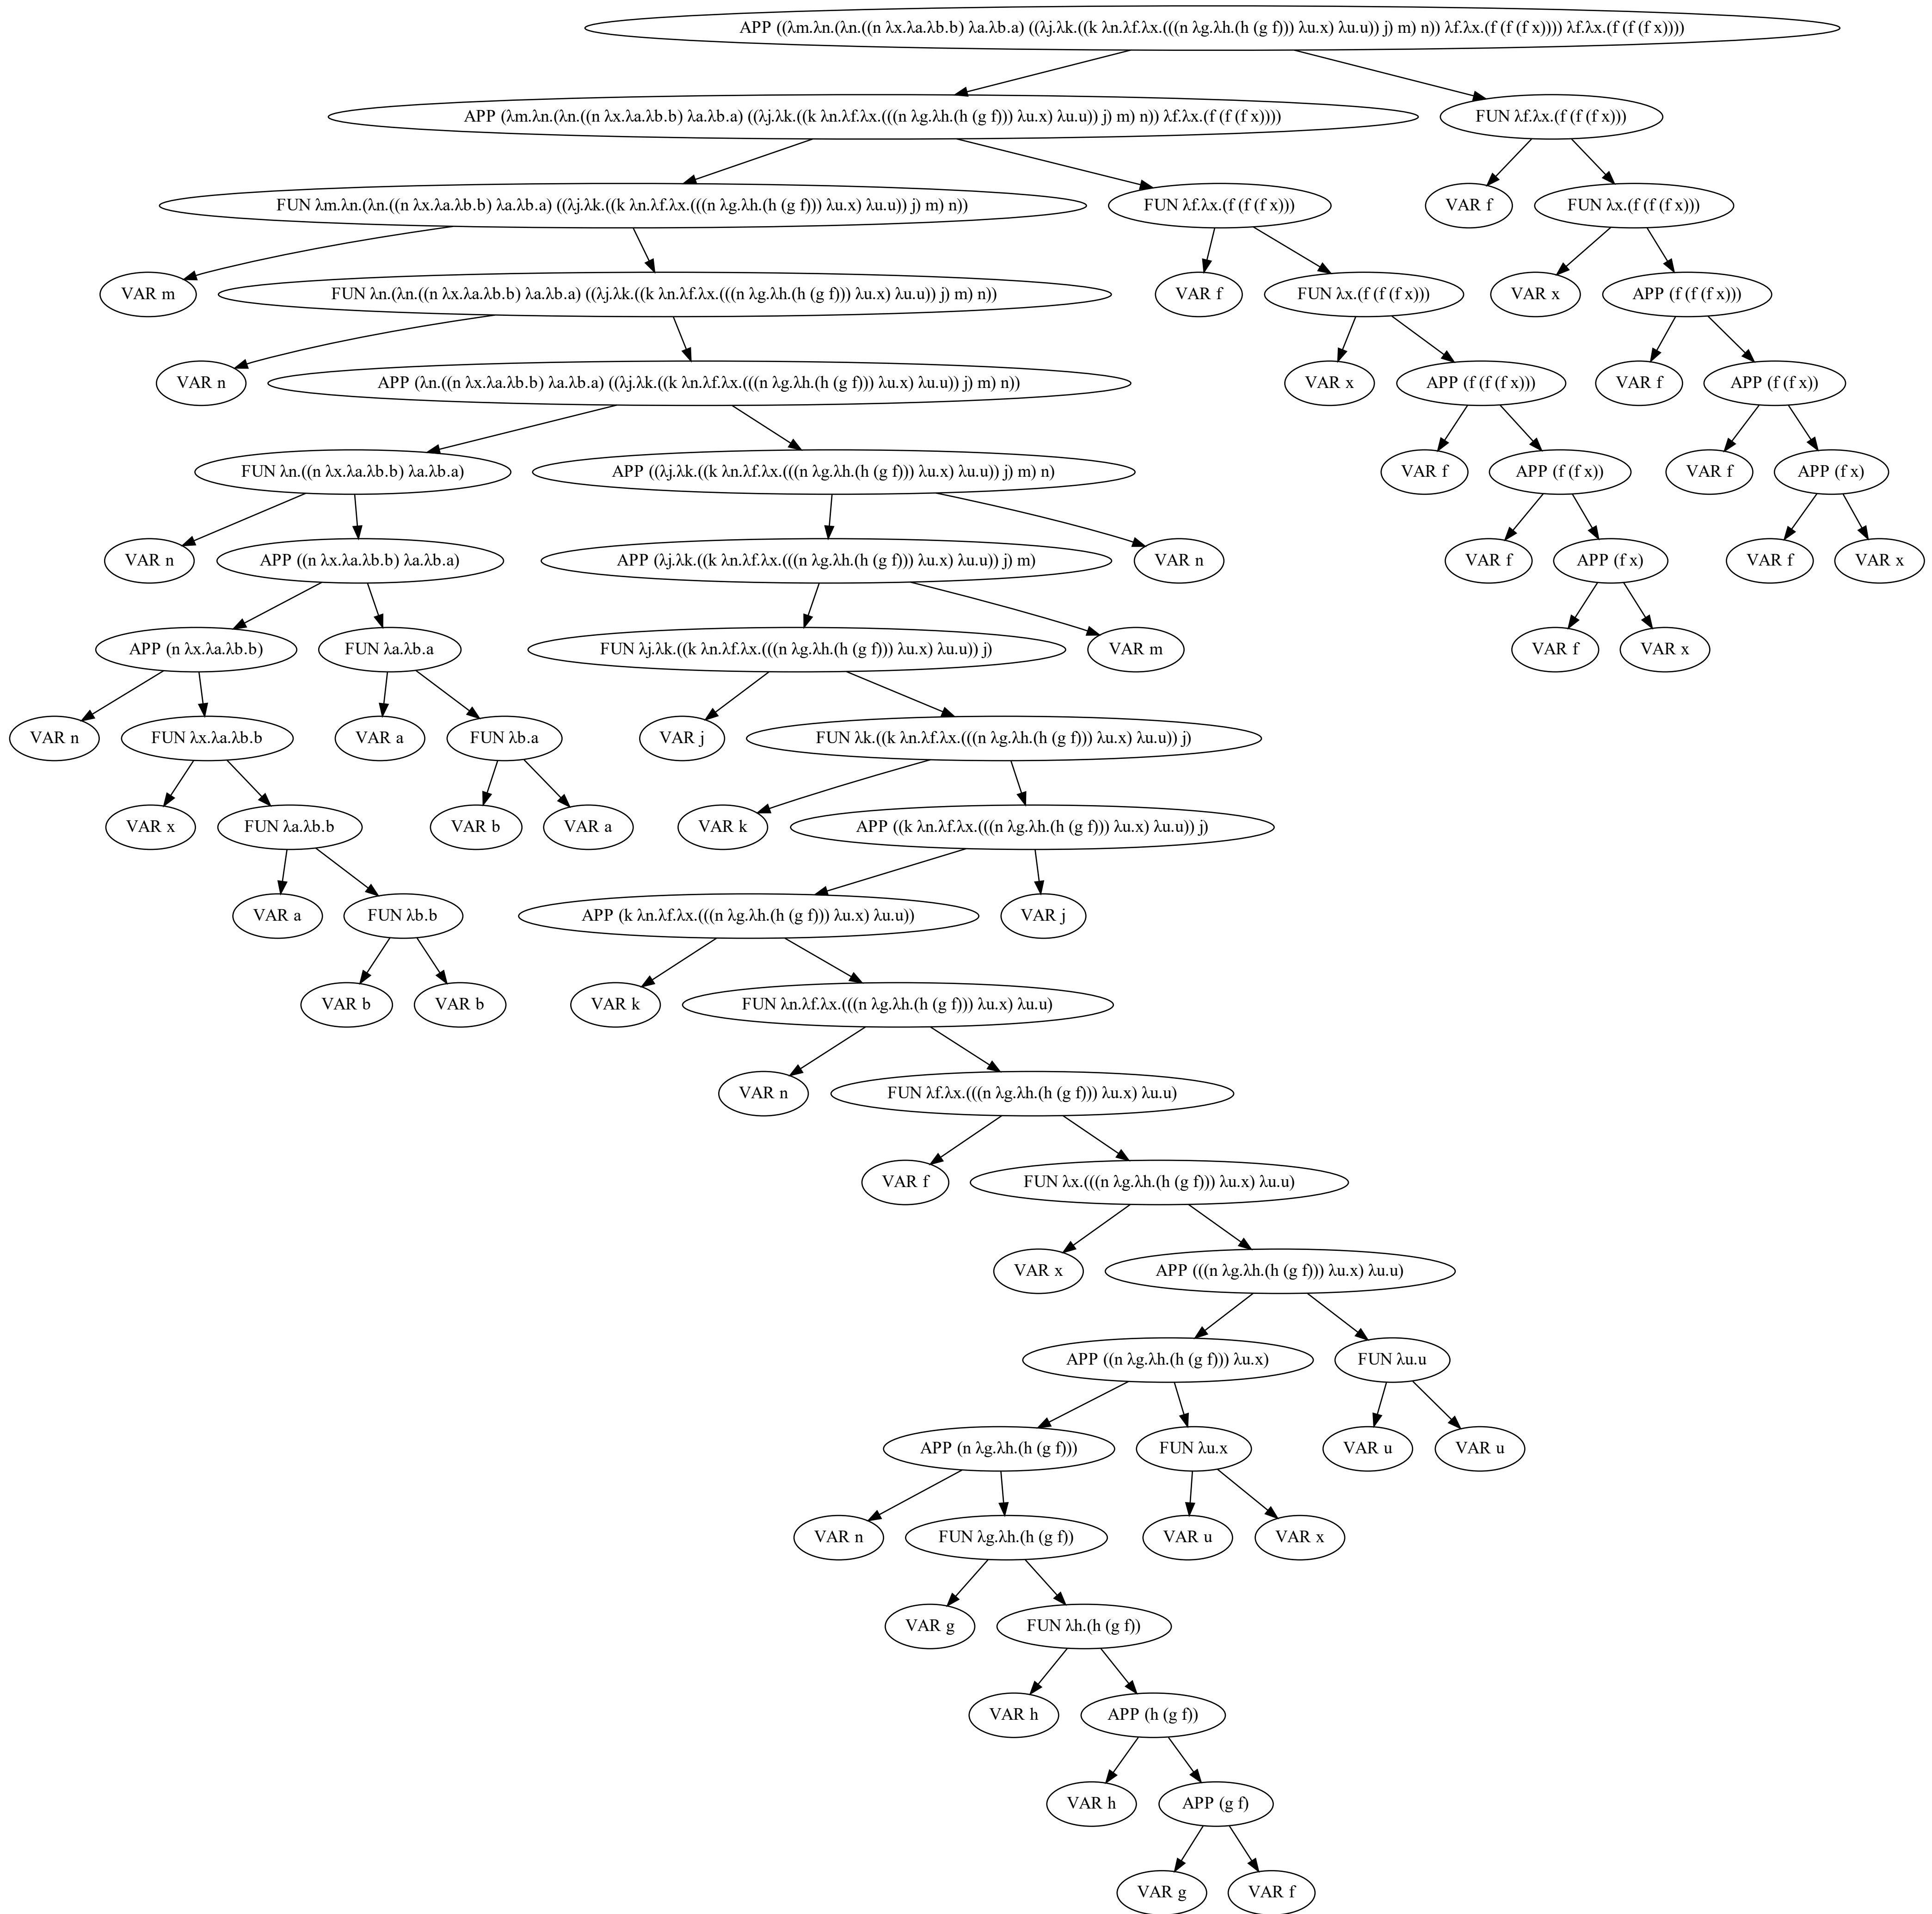 APP ((λm.λn.(λn.((n λx.λa.λb.b) λa.λb.a) ((λj.λk.((k λn.λf.λx.(((n λg.λh.(h (g f))) λu.x) λu.u)) j) m) n)) λf.λx.(f (f (f x)))) λf.λx.(f (f (f x))))
APP (λm.λn.(λn.((n λx.λa.λb.b) λa.λb.a) ((λj.λk.((k λn.λf.λx.(((n λg.λh.(h (g f))) λu.x) λu.u)) j) m) n)) λf.λx.(f (f (f x))))
FUN λf.λx.(f (f (f x)))
FUN λm.λn.(λn.((n λx.λa.λb.b) λa.λb.a) ((λj.λk.((k λn.λf.λx.(((n λg.λh.(h (g f))) λu.x) λu.u)) j) m) n))
FUN λf.λx.(f (f (f x)))
VAR f
FUN λx.(f (f (f x)))
VAR m
FUN λn.(λn.((n λx.λa.λb.b) λa.λb.a) ((λj.λk.((k λn.λf.λx.(((n λg.λh.(h (g f))) λu.x) λu.u)) j) m) n))
VAR f
FUN λx.(f (f (f x)))
VAR x
APP (f (f (f x)))
VAR n
APP (λn.((n λx.λa.λb.b) λa.λb.a) ((λj.λk.((k λn.λf.λx.(((n λg.λh.(h (g f))) λu.x) λu.u)) j) m) n))
VAR x
APP (f (f (f x)))
VAR f
APP (f (f x))
FUN λn.((n λx.λa.λb.b) λa.λb.a)
APP ((λj.λk.((k λn.λf.λx.(((n λg.λh.(h (g f))) λu.x) λu.u)) j) m) n)
VAR f
APP (f (f x))
VAR f
APP (f x)
VAR n
APP ((n λx.λa.λb.b) λa.λb.a)
APP (λj.λk.((k λn.λf.λx.(((n λg.λh.(h (g f))) λu.x) λu.u)) j) m)
VAR n
VAR f
APP (f x)
VAR f
VAR x
APP (n λx.λa.λb.b)
FUN λa.λb.a
FUN λj.λk.((k λn.λf.λx.(((n λg.λh.(h (g f))) λu.x) λu.u)) j)
VAR m
VAR f
VAR x
VAR n
FUN λx.λa.λb.b
VAR a
FUN λb.a
VAR j
FUN λk.((k λn.λf.λx.(((n λg.λh.(h (g f))) λu.x) λu.u)) j)
VAR x
FUN λa.λb.b
VAR b
VAR a
VAR k
APP ((k λn.λf.λx.(((n λg.λh.(h (g f))) λu.x) λu.u)) j)
VAR a
FUN λb.b
APP (k λn.λf.λx.(((n λg.λh.(h (g f))) λu.x) λu.u))
VAR j
VAR b
VAR b
VAR k
FUN λn.λf.λx.(((n λg.λh.(h (g f))) λu.x) λu.u)
VAR n
FUN λf.λx.(((n λg.λh.(h (g f))) λu.x) λu.u)
VAR f
FUN λx.(((n λg.λh.(h (g f))) λu.x) λu.u)
VAR x
APP (((n λg.λh.(h (g f))) λu.x) λu.u)
APP ((n λg.λh.(h (g f))) λu.x)
FUN λu.u
APP (n λg.λh.(h (g f)))
FUN λu.x
VAR u
VAR u
VAR n
FUN λg.λh.(h (g f))
VAR u
VAR x
VAR g
FUN λh.(h (g f))
VAR h
APP (h (g f))
VAR h
APP (g f)
VAR g
VAR f